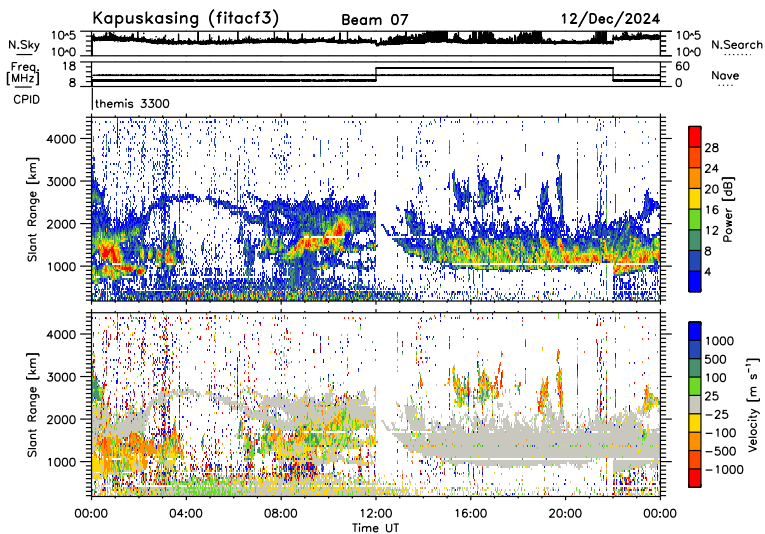 Kapuskasing (fitacf3) Beam 07 12/Dec/2024
N.Sky 10^5 10^0 10^5 10^0 N.Search
Freq. [MHz] 18 8 60 0 Nave
CPID themis 3300
Slant Range [km] 4000 3000 2000 1000
Power [dB] 28 24 20 16 12 8 4
Slant Range [km] 4000 3000 2000 1000
Velocity [m s⁻¹] 1000 500 100 25 −25 −100 −500 −1000
00:00 04:00 08:00 12:00 16:00 20:00 00:00
Time UT